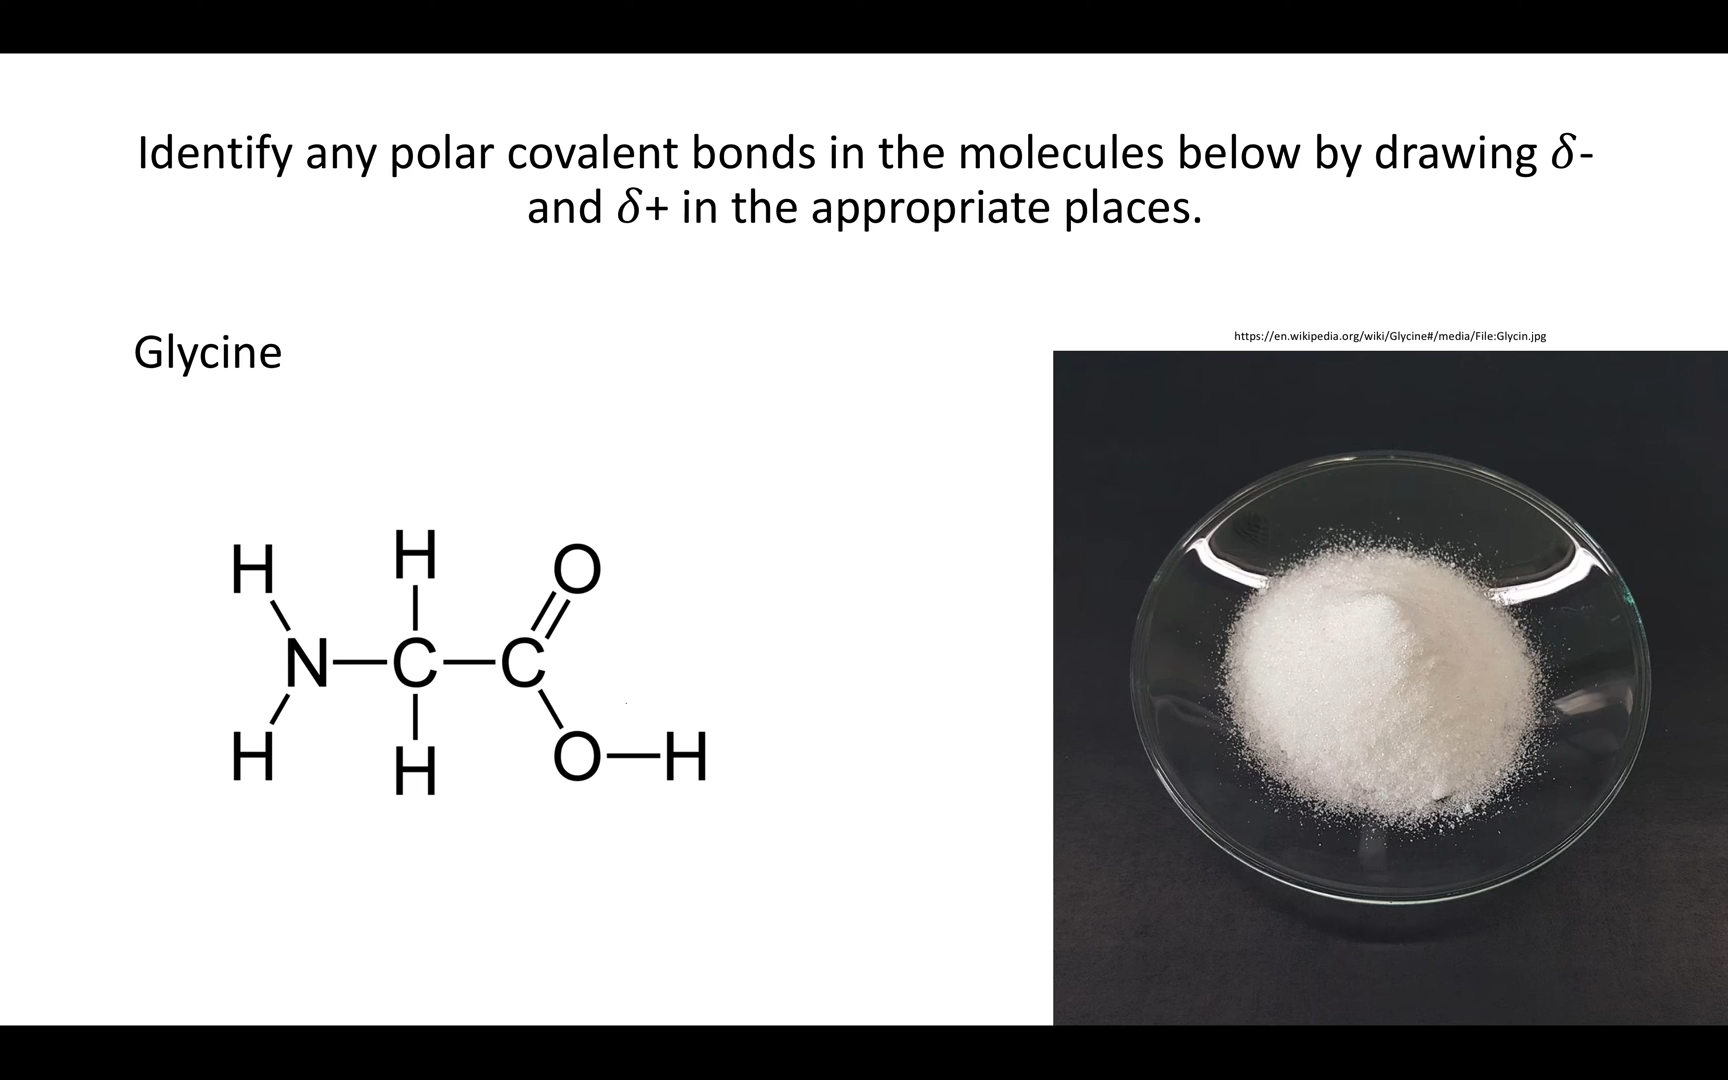 Identify any polar covalent bonds in the molecules below by drawing δ-
and δ+ in the appropriate places.
Glycine
https://en.wikipedia.org/wiki/Glycine#/media/File:Glycin.jpg
H H O
N C C
H H O H